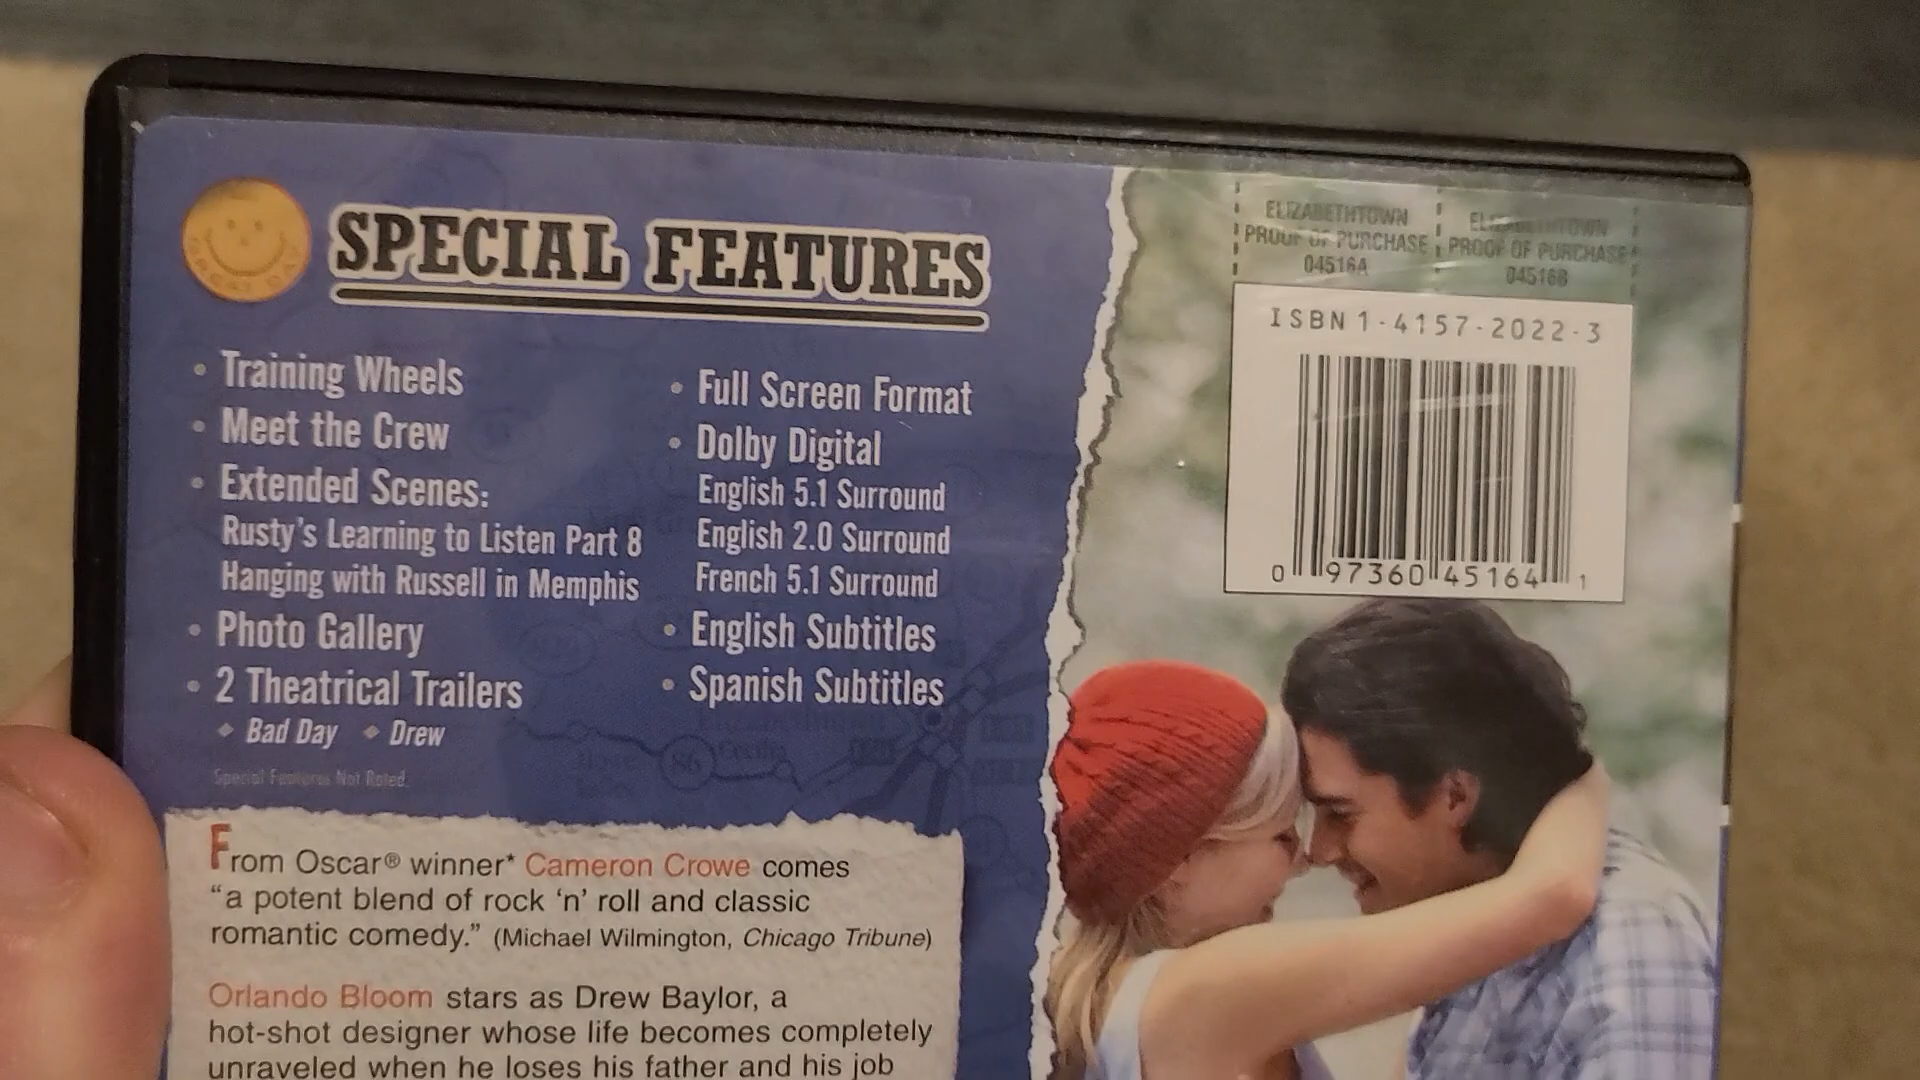 SPECIAL FEATURES
• Training Wheels
• Meet the Crew
• Extended Scenes:
Rusty's Learning to Listen Part 8
Hanging with Russell in Memphis
• Photo Gallery
• 2 Theatrical Trailers
◆ Bad Day ◆ Drew
Special Features Not Rated.
• Full Screen Format
• Dolby Digital
English 5.1 Surround
English 2.0 Surround
French 5.1 Surround
• English Subtitles
• Spanish Subtitles
From Oscar® winner* Cameron Crowe comes
“a potent blend of rock ‘n’ roll and classic
romantic comedy.” (Michael Wilmington, Chicago Tribune)
Orlando Bloom stars as Drew Baylor, a
hot-shot designer whose life becomes completely
unraveled when he loses his father and his job
ELIZABETHTOWN
PROOF OF PURCHASE
04516A
ELIZABETHTOWN
PROOF OF PURCHASE
04516B
ISBN 1-4157-2022-3
0 97360 45164 1
86